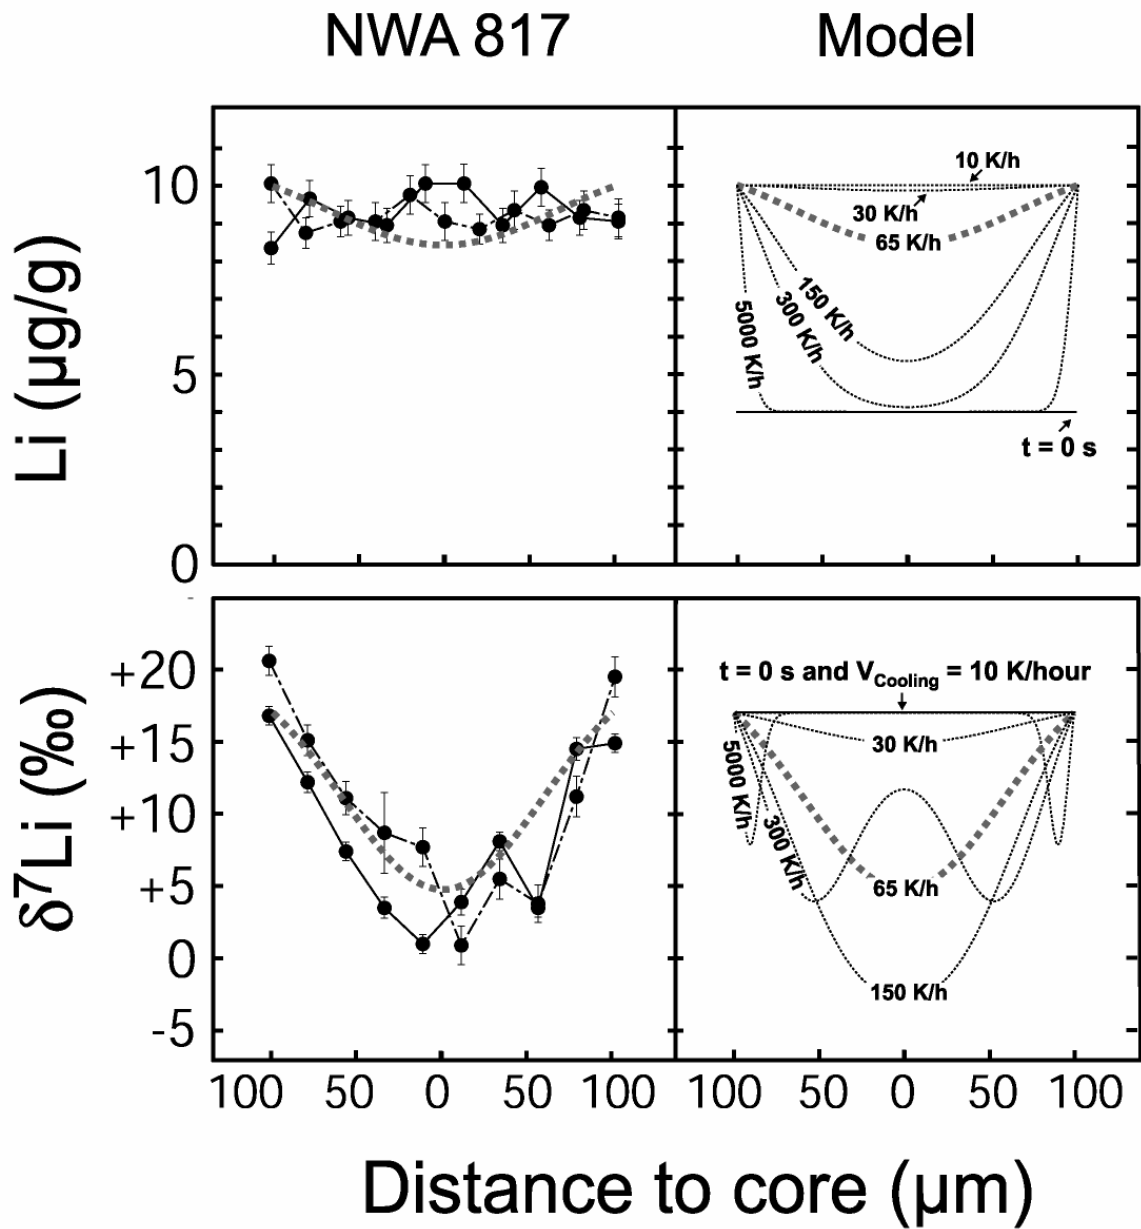 NWA 817
Model
Li (µg/g)
10
5
0
10 K/h
30 K/h
65 K/h
150 K/h
300 K/h
5000 K/h
t = 0 s
δ⁷Li (‰)
+20
+15
+10
+5
0
-5
t = 0 s and VCooling = 10 K/hour
30 K/h
5000 K/h
300 K/h
65 K/h
150 K/h
100 50 0 50 100
100 50 0 50 100
Distance to core (µm)